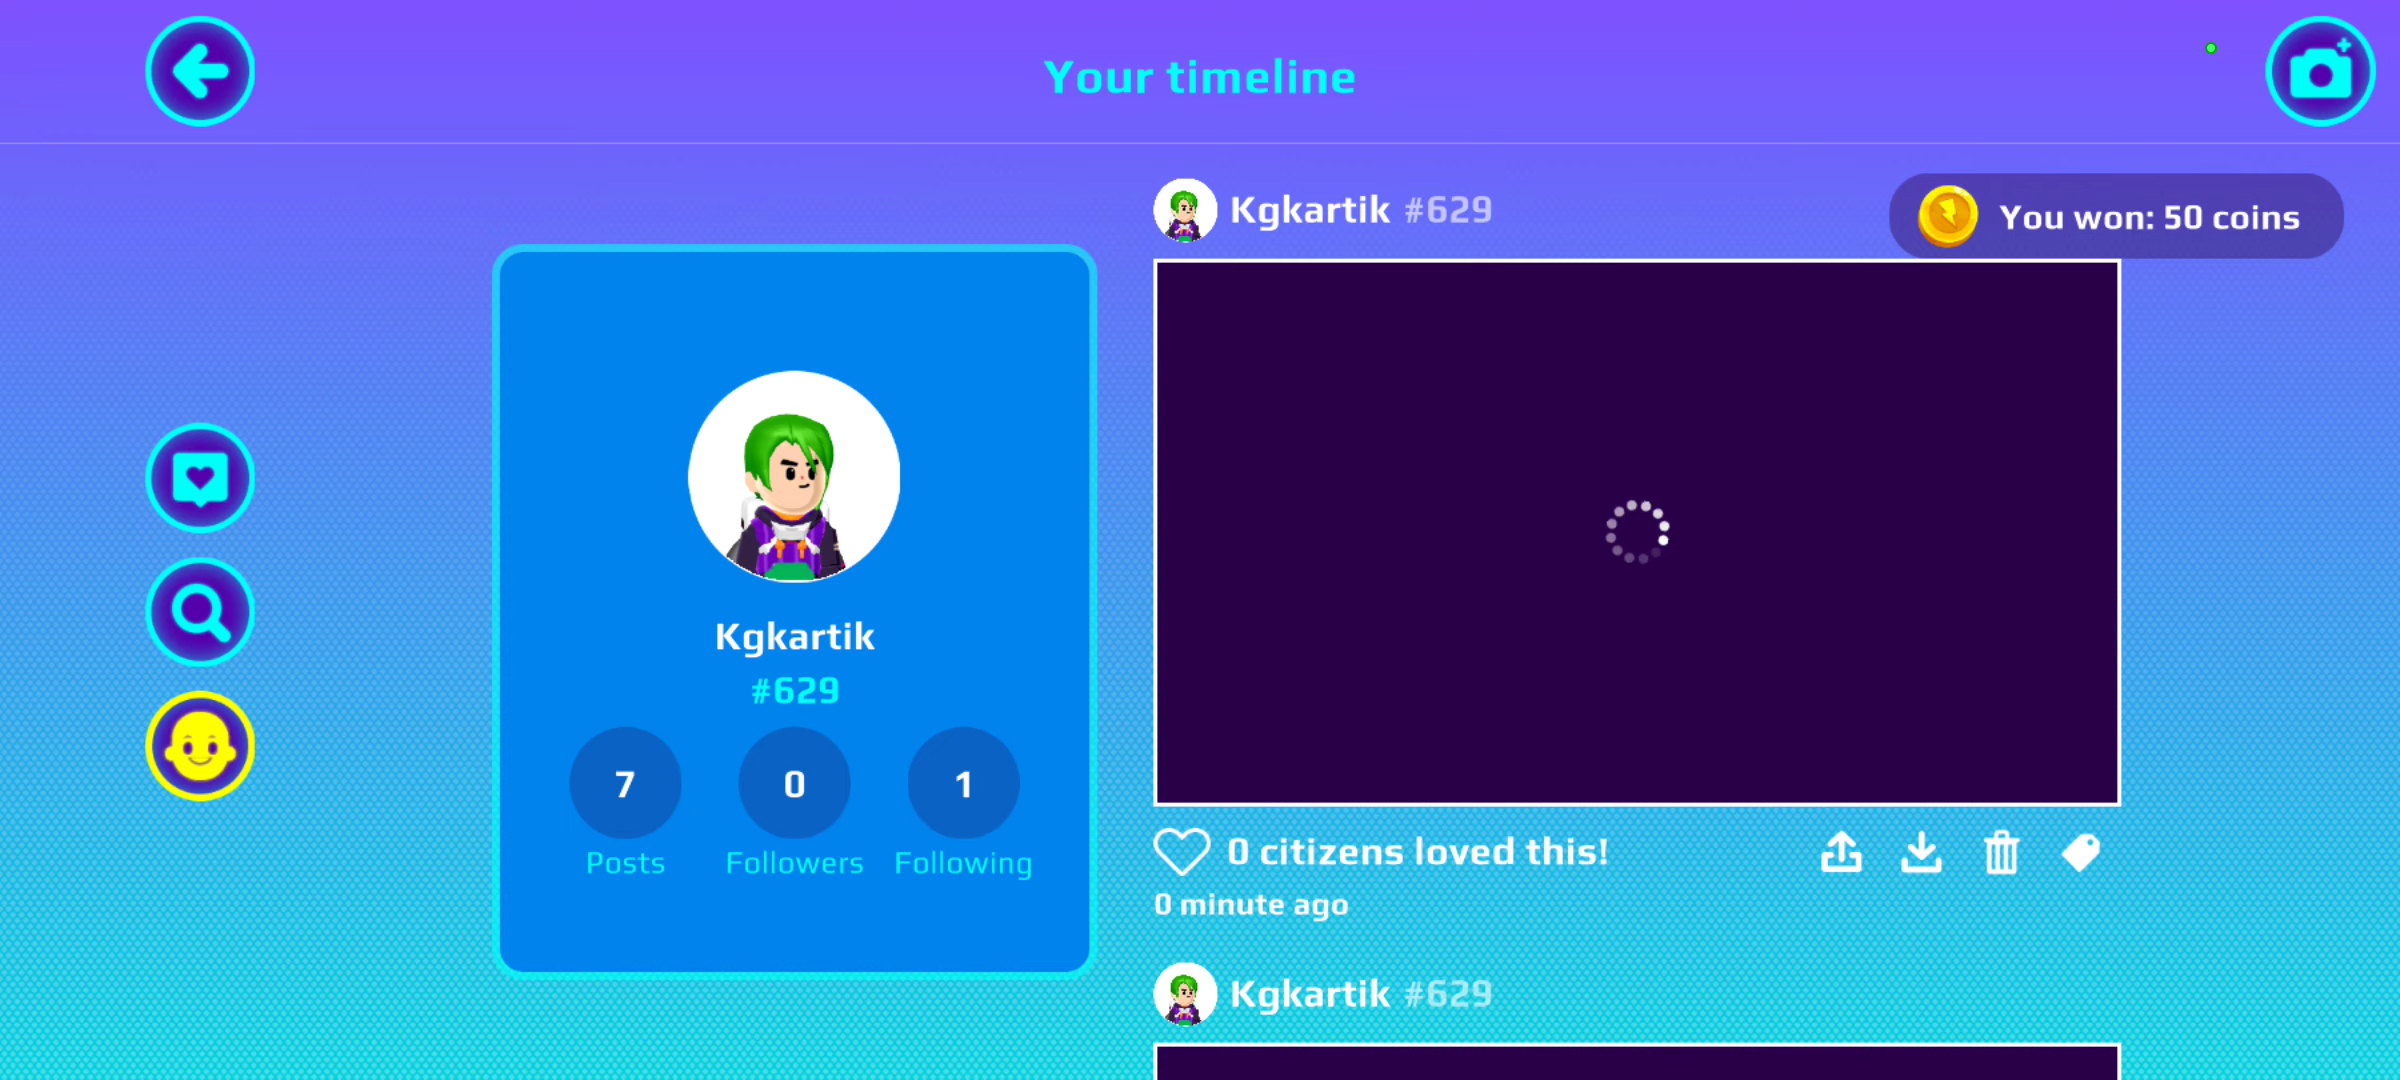 Your timeline
Kgkartik #629
You won: 50 coins
Kgkartik
#629
7
0
1
Posts
Followers
Following
0 citizens loved this!
0 minute ago
Kgkartik #629